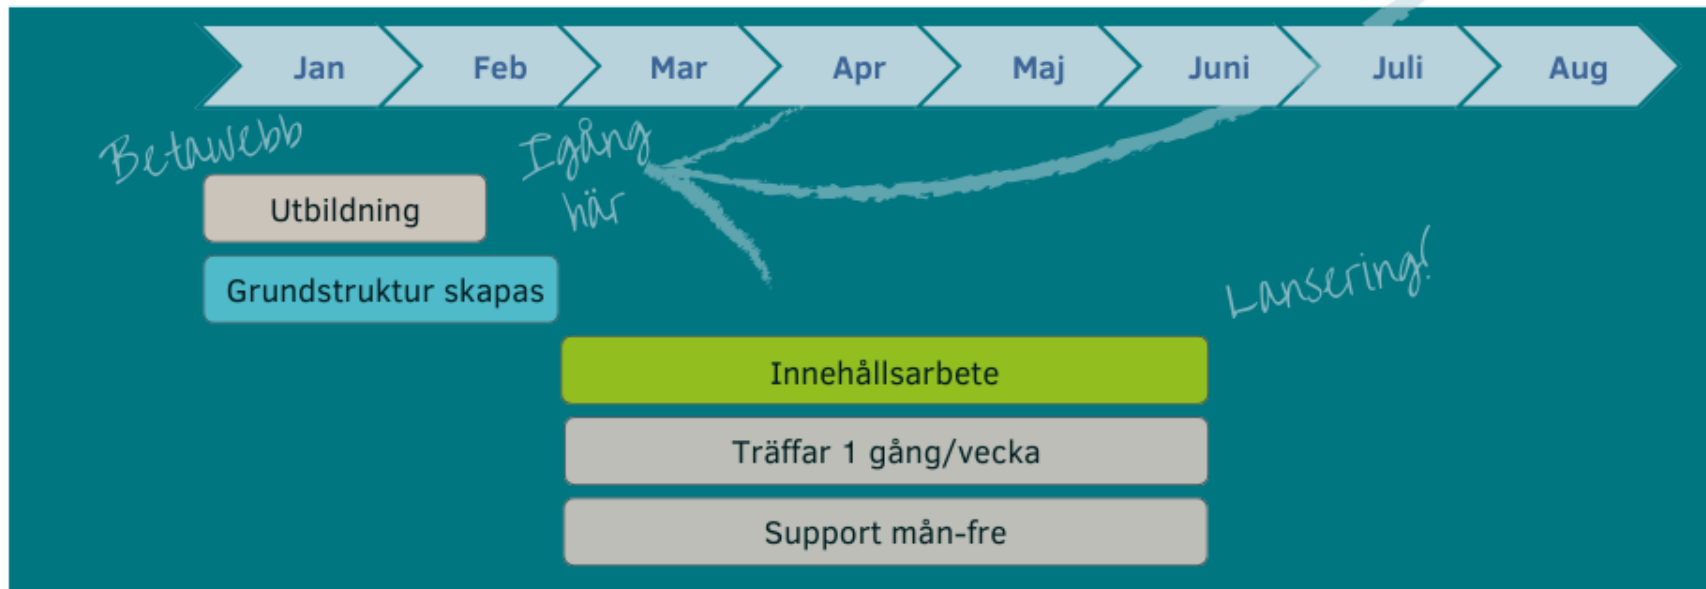 Jan Feb Mar Apr Maj Juni Juli Aug
Betawebb
Igång
här
Utbildning
Grundstruktur skapas
Lansering!
Innehållsarbete
Träffar 1 gång/vecka
Support mån-fre